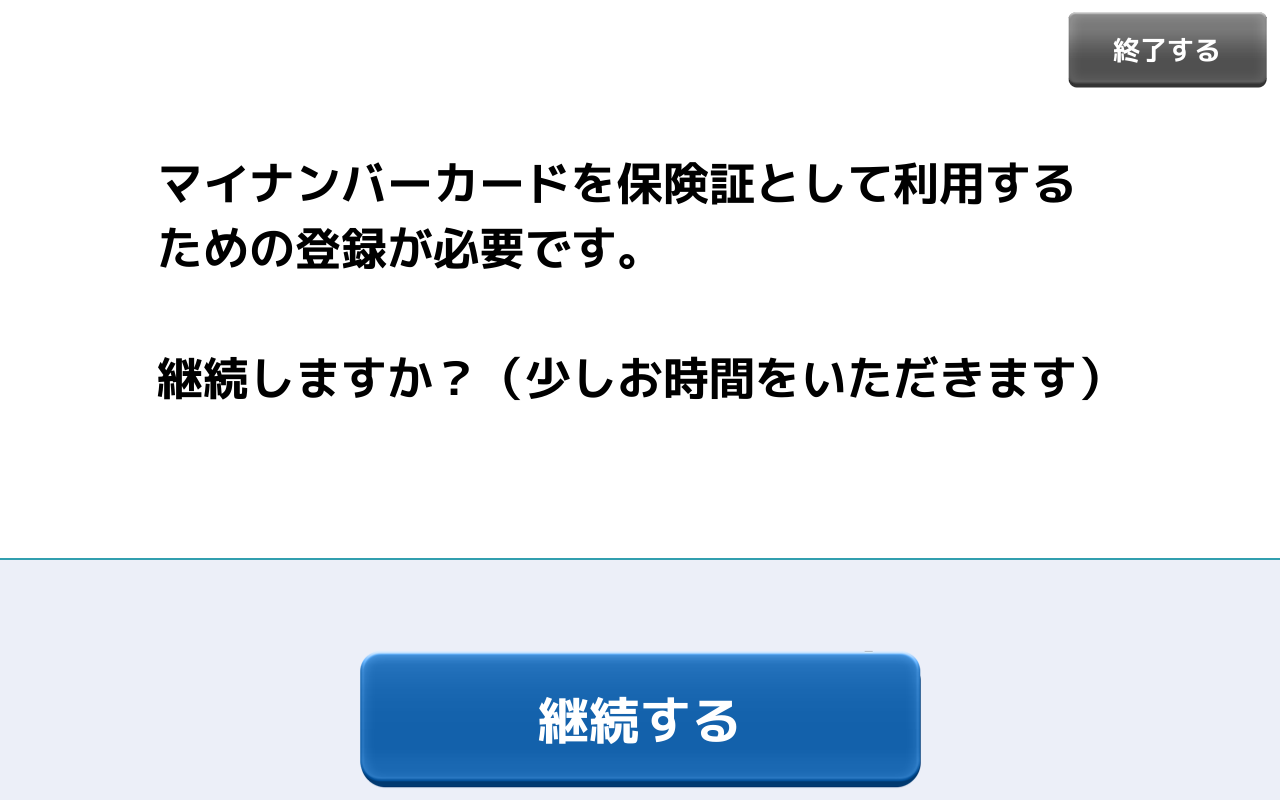 終了する
マイナンバーカードを保険証として利用する
ための登録が必要です。
継続しますか？（少しお時間をいただきます）
継続する